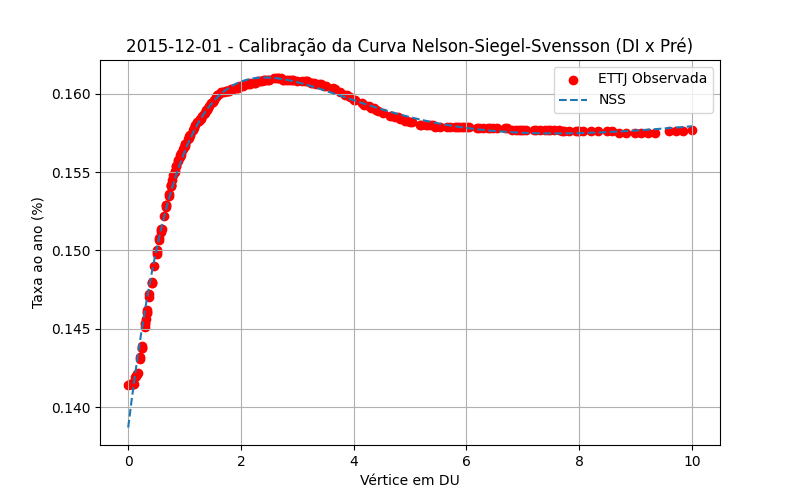 2015-12-01 - Calibração da Curva Nelson-Siegel-Svensson (DI x Pré)
ETTJ Observada
NSS
Taxa ao ano (%)
0.160
0.155
0.150
0.145
0.140
0 2 4 6 8 10
Vértice em DU